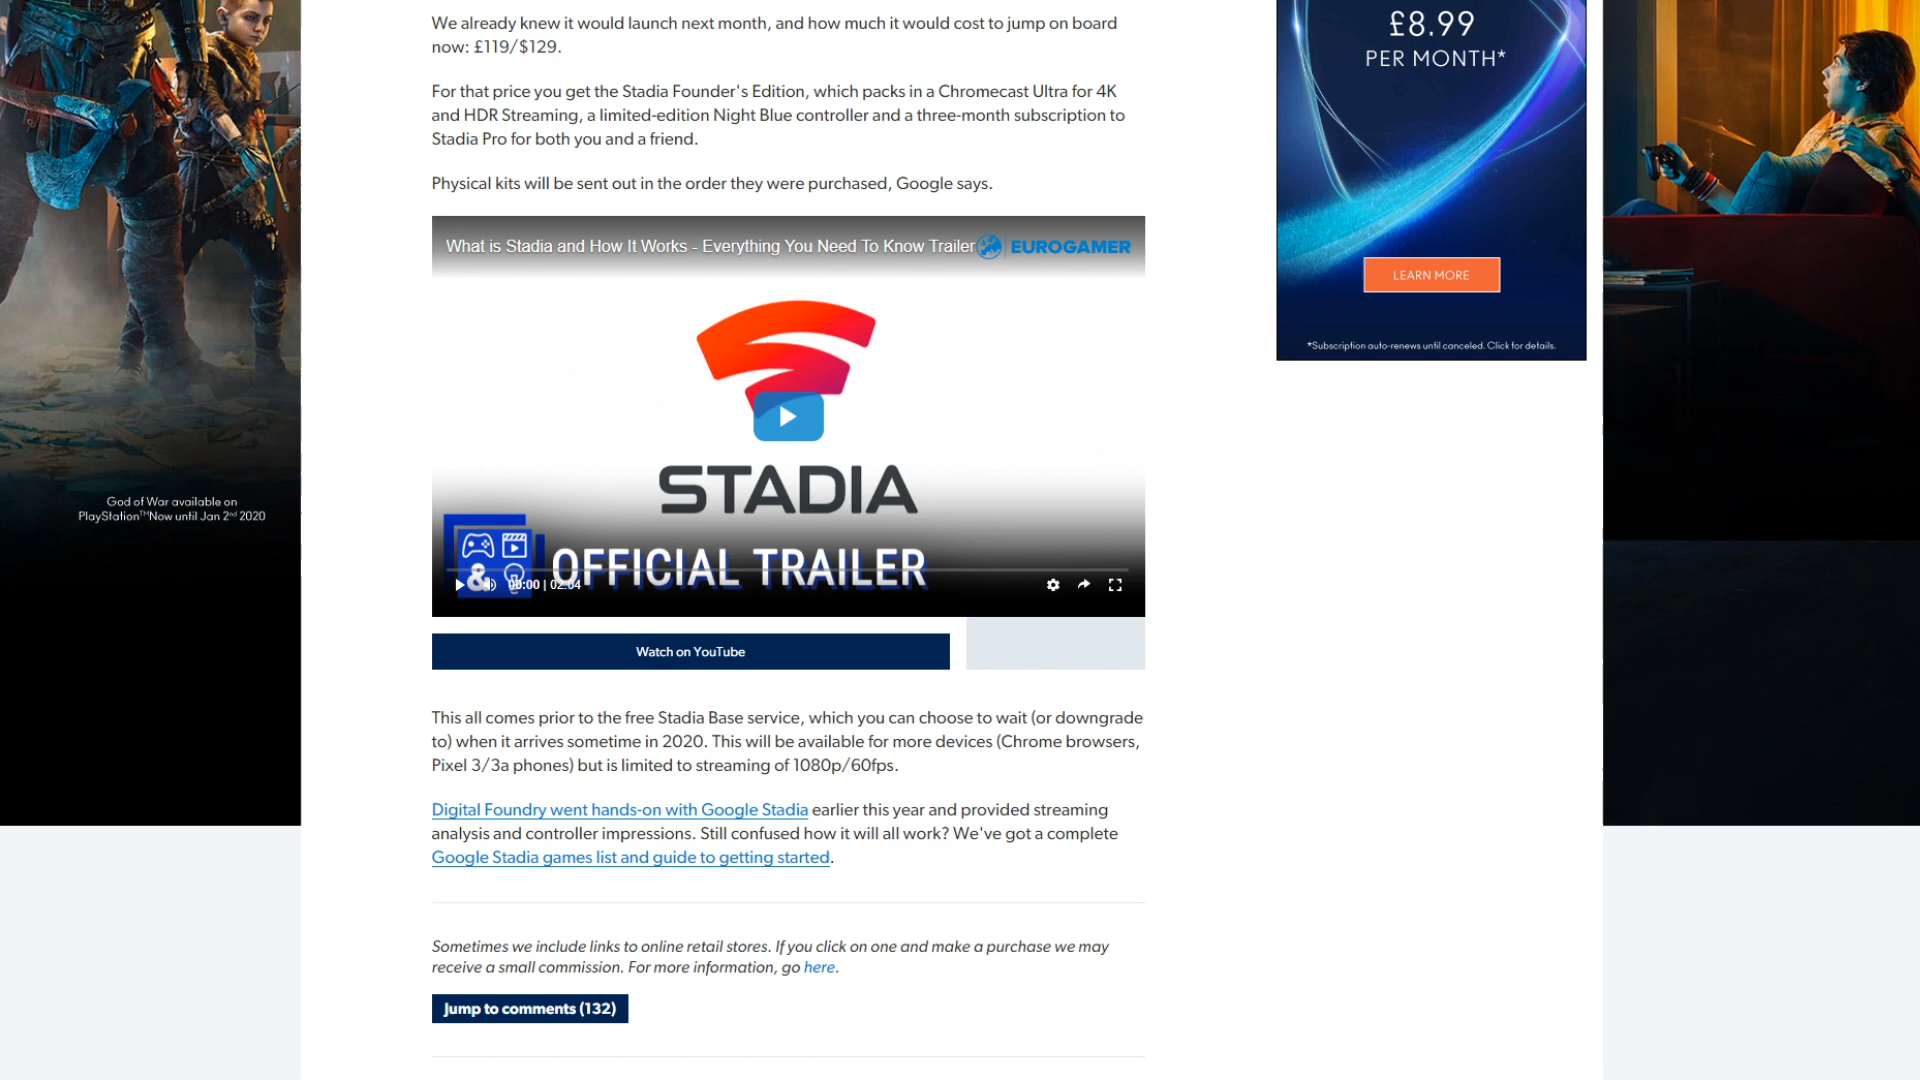 We already knew it would launch next month, and how much it would cost to jump on board
now: £119/$129.
For that price you get the Stadia Founder's Edition, which packs in a Chromecast Ultra for 4K
and HDR Streaming, a limited-edition Night Blue controller and a three-month subscription to
Stadia Pro for both you and a friend.
Physical kits will be sent out in the order they were purchased, Google says.
What is Stadia and How It Works - Everything You Need To Know Trailer
EUROGAMER
STADIA
OFFICIAL TRAILER
&
00:00 | 02:04
Watch on YouTube
This all comes prior to the free Stadia Base service, which you can choose to wait (or downgrade
to) when it arrives sometime in 2020. This will be available for more devices (Chrome browsers,
Pixel 3/3a phones) but is limited to streaming of 1080p/60fps.
Digital Foundry went hands-on with Google Stadia earlier this year and provided streaming
analysis and controller impressions. Still confused how it will all work? We've got a complete
Google Stadia games list and guide to getting started.
Sometimes we include links to online retail stores. If you click on one and make a purchase we may
receive a small commission. For more information, go here.
Jump to comments (132)
£8.99
PER MONTH*
LEARN MORE
*Subscription auto-renews until canceled. Click for details.
God of War available on
PlayStation™Now until Jan 2nd 2020